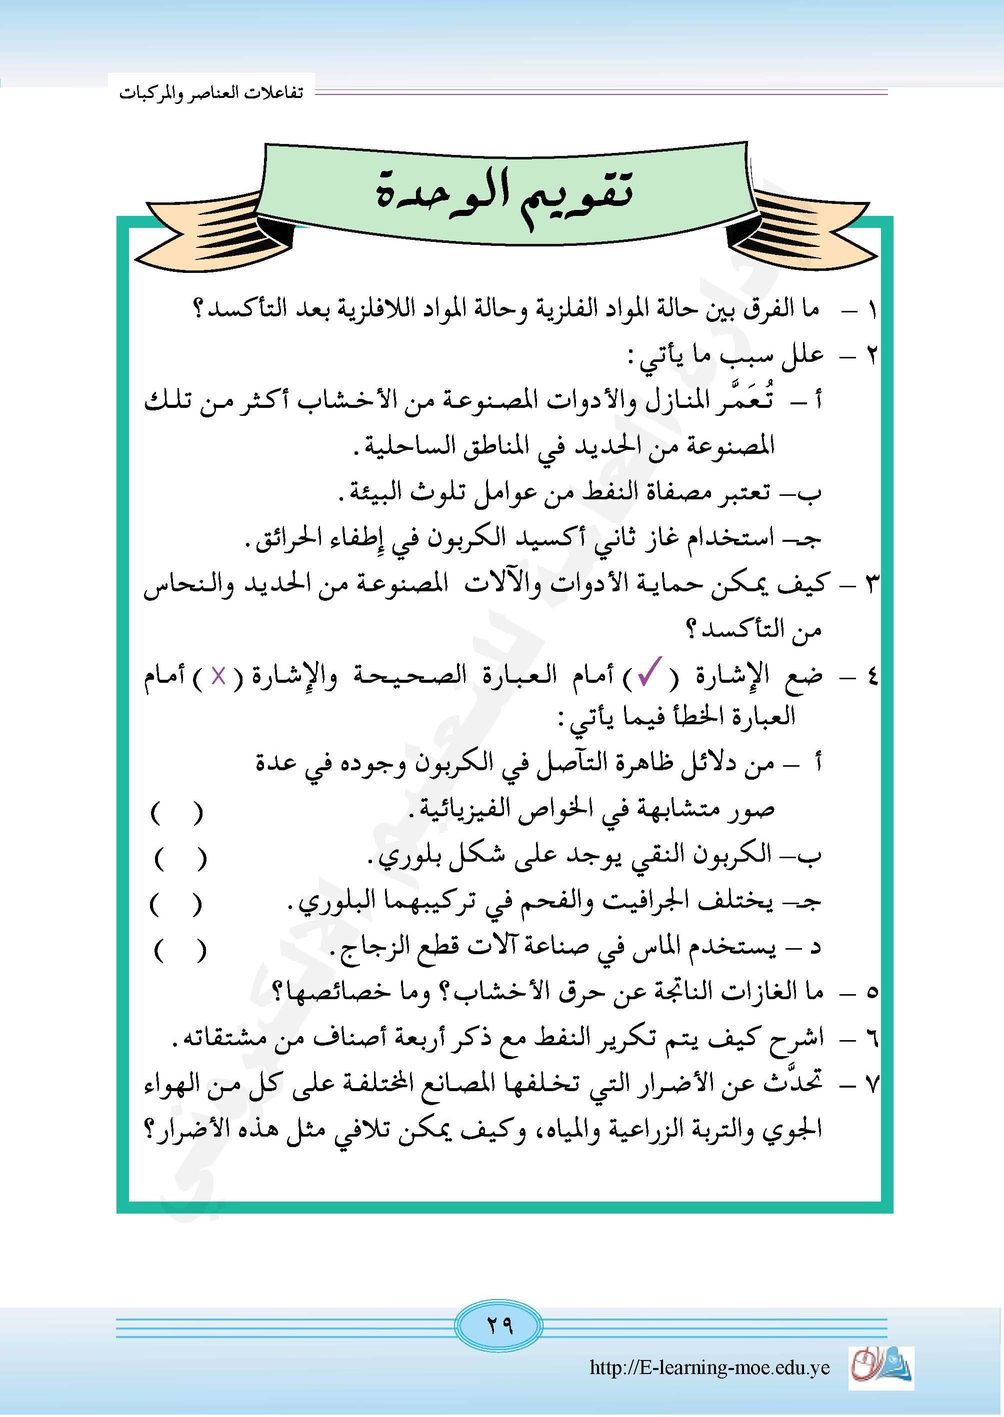 تفاعلات العناصر والمركبات
تقويم الوحدة
١ – ما الفرق بين حالة المواد الفلزية وحالة المواد اللافلزية بعد التأكسد؟
٢ – علل سبب ما يأتي:
أ – تُعَمَّر المنازل والأدوات المصنوعة من الأخشاب أكثر من تلك
المصنوعة من الحديد في المناطق الساحلية.
ب– تعتبر مصفاة النفط من عوامل تلوث البيئة.
جـ– استخدام غاز ثاني أكسيد الكربون في إطفاء الحرائق.
٣ – كيف يمكن حماية الأدوات والآلات المصنوعة من الحديد والنحاس
من التأكسد؟
٤ – ضع الإشارة ( ✓ ) أمام العبارة الصحيحة والإشارة ( x ) أمام
العبارة الخطأ فيما يأتي:
أ – من دلائل ظاهرة التآصل في الكربون وجوده في عدة
صور متشابهة في الخواص الفيزيائية. ( )
ب– الكربون النقي يوجد على شكل بلوري. ( )
جـ– يختلف الجرافيت والفحم في تركيبهما البلوري. ( )
د – يستخدم الماس في صناعة آلات قطع الزجاج. ( )
٥ – ما الغازات الناتجة عن حرق الأخشاب؟ وما خصائصها؟
٦ – اشرح كيف يتم تكرير النفط مع ذكر أربعة أصناف من مشتقاته.
٧ – تحدَّث عن الأضرار التي تخلفها المصانع المختلفة على كل من الهواء
الجوي والتربة الزراعية والمياه، وكيف يمكن تلافي مثل هذه الأضرار؟
٢٩
http://E-learning-moe.edu.ye
الإدارة العامة للتعليم الالكتروني